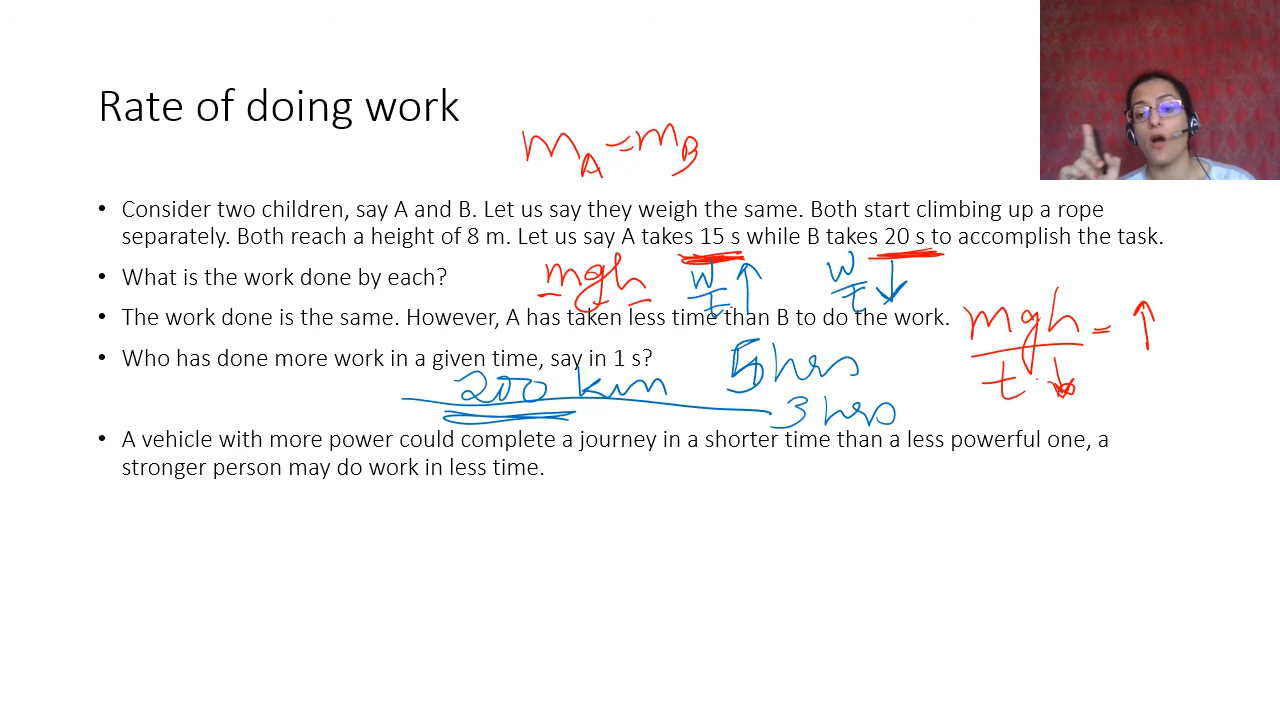 Rate of doing work
mA = mB
• Consider two children, say A and B. Let us say they weigh the same. Both start climbing up a rope
separately. Both reach a height of 8 m. Let us say A takes 15 s while B takes 20 s to accomplish the task.
• What is the work done by each?
mgh
W/t ↑
W/t ↓
• The work done is the same. However, A has taken less time than B to do the work.
mgh/t ↓ = ↑
• Who has done more work in a given time, say in 1 s?
5 hrs
200 km
3 hrs
• A vehicle with more power could complete a journey in a shorter time than a less powerful one, a
stronger person may do work in less time.